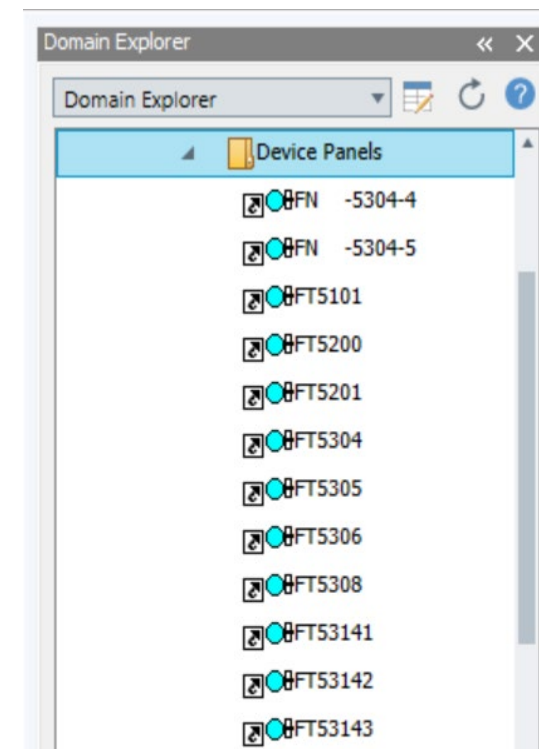 Domain Explorer
Domain Explorer
Device Panels
FN -5304-4
FN -5304-5
FT5101
FT5200
FT5201
FT5304
FT5305
FT5306
FT5308
FT53141
FT53142
FT53143